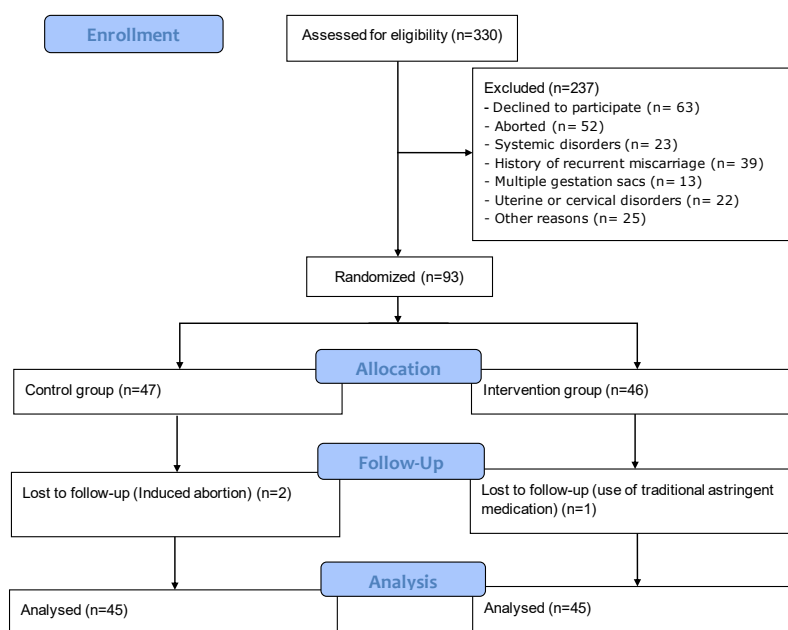 Enrollment
Assessed for eligibility (n=330)
Excluded (n=237)
- Declined to participate (n= 63)
- Aborted (n= 52)
- Systemic disorders (n= 23)
- History of recurrent miscarriage (n= 39)
- Multiple gestation sacs (n= 13)
- Uterine or cervical disorders (n= 22)
- Other reasons (n= 25)
Randomized (n=93)
Allocation
Control group (n=47)
Intervention group (n=46)
Follow-Up
Lost to follow-up (Induced abortion) (n=2)
Lost to follow-up (use of traditional astringent
medication) (n=1)
Analysis
Analysed (n=45)
Analysed (n=45)